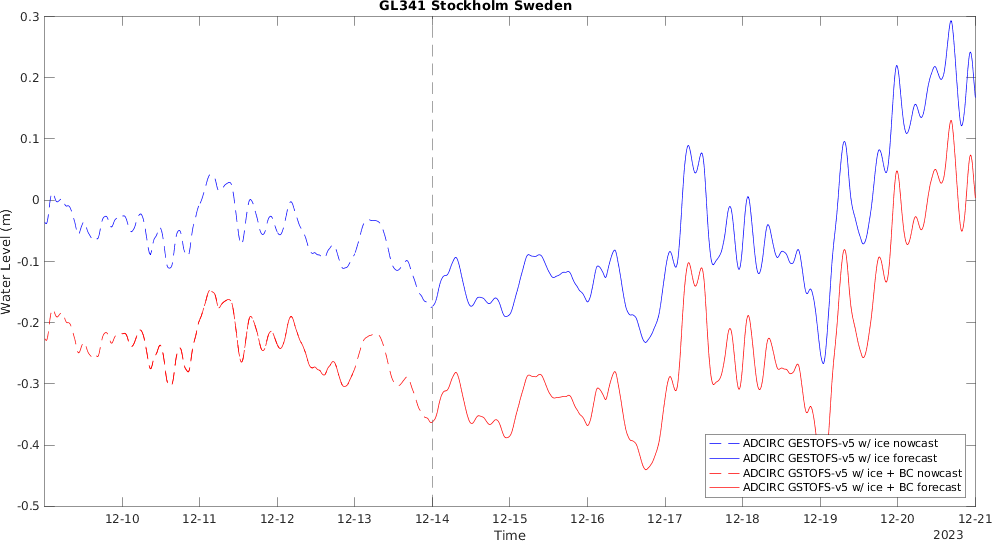 GL341 Stockholm Sweden
0.3
0.2
0.1
0
-0.1
-0.2
-0.3
-0.4
-0.5
Water Level (m)
ADCIRC GESTOFS-v5 w/ ice nowcast
ADCIRC GESTOFS-v5 w/ ice forecast
ADCIRC GSTOFS-v5 w/ ice + BC nowcast
ADCIRC GSTOFS-v5 w/ ice + BC forecast
12-10 12-11 12-12 12-13 12-14 12-15 12-16 12-17 12-18 12-19 12-20 12-21
Time
2023